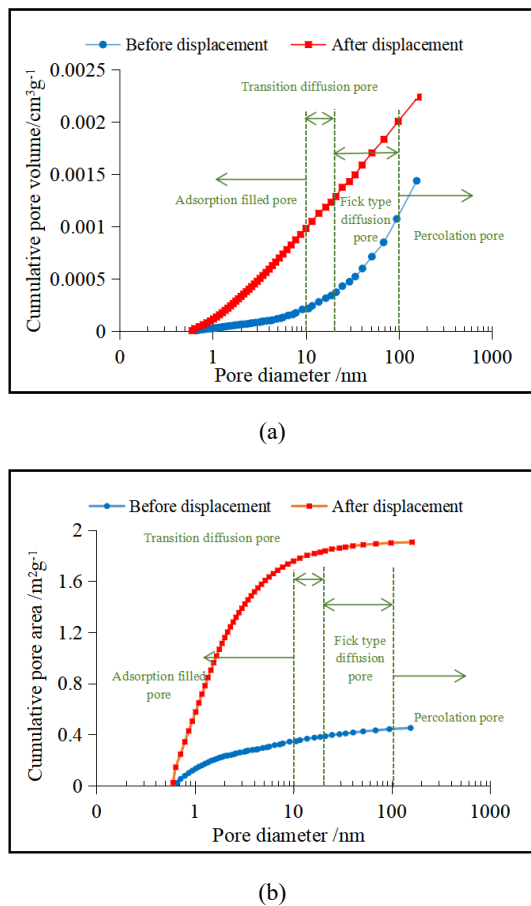 Before displacement After displacement
0.0025
0.002
0.0015
0.001
0.0005
0
Cumulative pore volume/cm³g⁻¹
Transition diffusion pore
Adsorption filled pore
Fick type
diffusion
pore
Percolation pore
0 1 10 100 1000
Pore diameter /nm
(a)
Before displacement After displacement
2
1.6
1.2
0.8
0.4
0
Cumulative pore area /m²g⁻¹
Transition diffusion pore
Adsorption filled
pore
Fick type
diffusion
pore
Percolation pore
0 1 10 100 1000
Pore diameter /nm
(b)